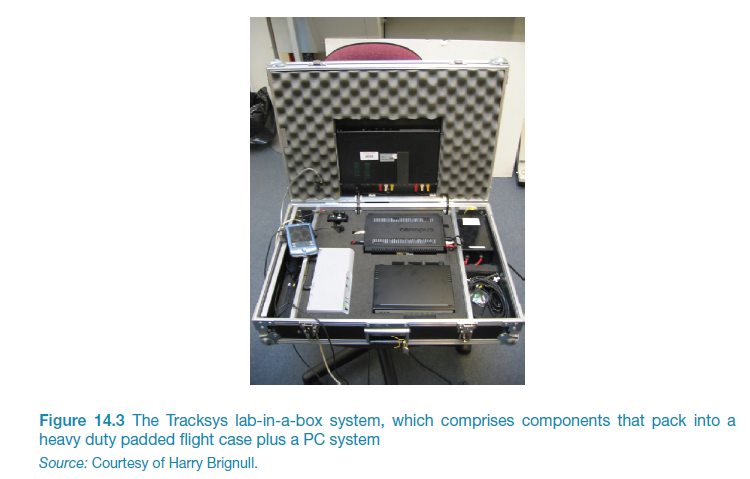 Figure 14.3 The Tracksys lab-in-a-box system, which comprises components that pack into a
heavy duty padded flight case plus a PC system
Source: Courtesy of Harry Brignull.